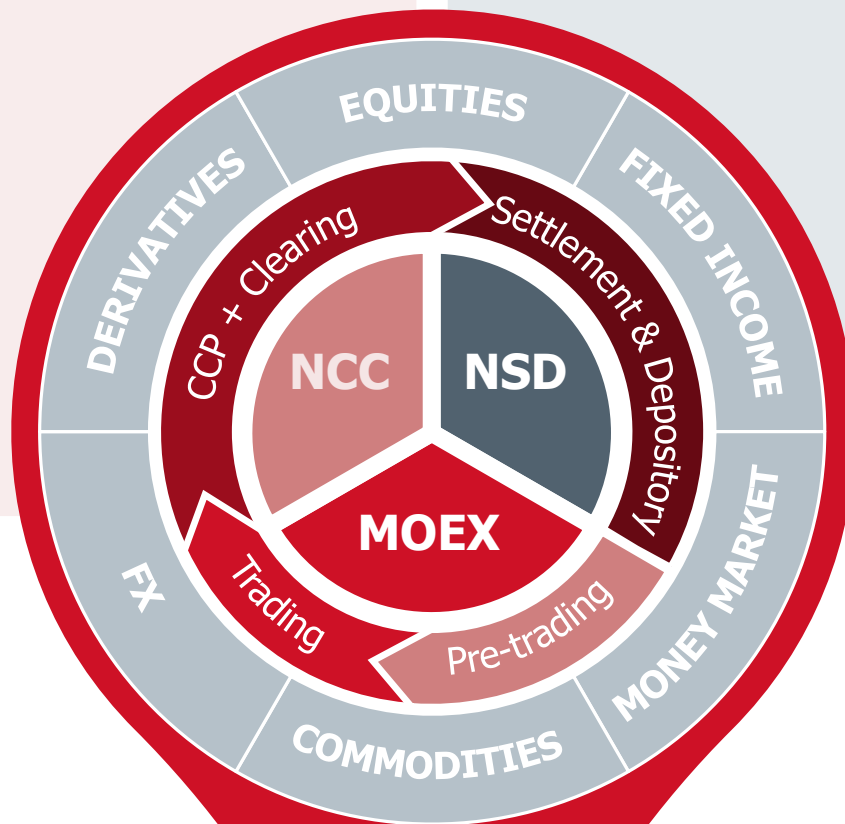 EQUITIES
FIXED INCOME
MONEY MARKET
COMMODITIES
FX
DERIVATIVES
CCP + Clearing
Settlement & Depository
Pre-trading
Trading
NCC
NSD
MOEX